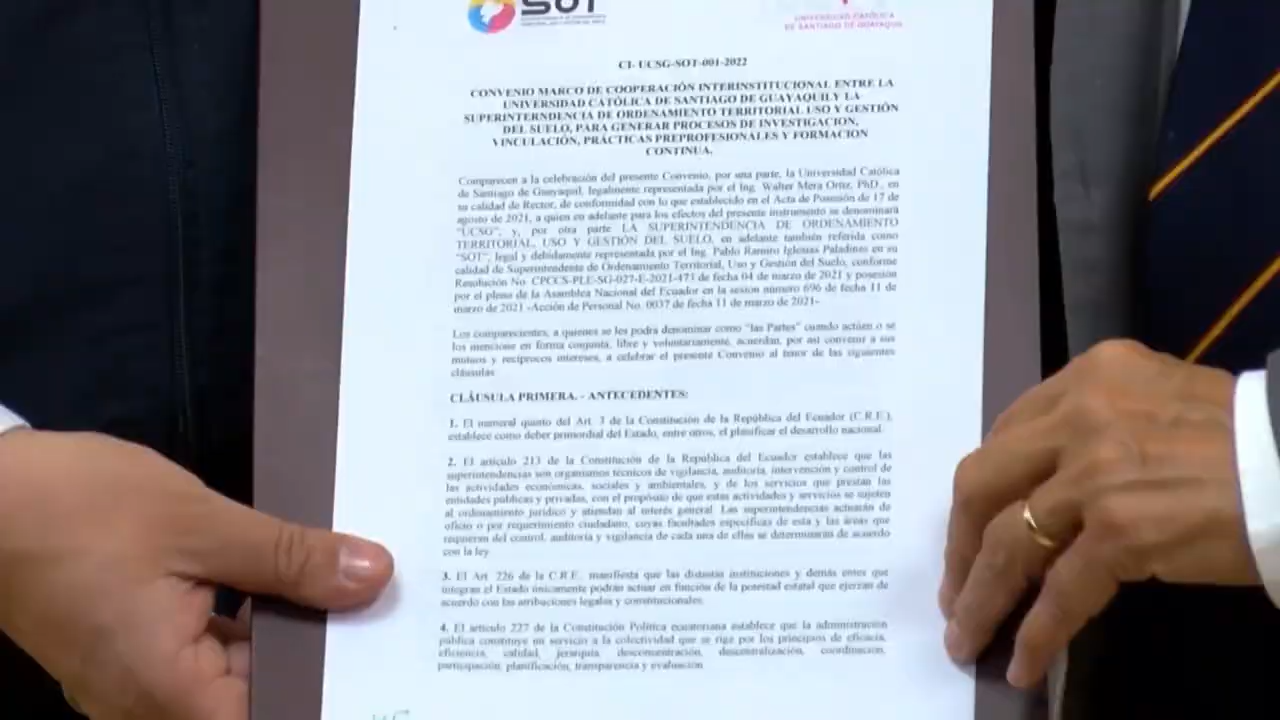 SOT
UNIVERSIDAD CATÓLICA
DE SANTIAGO DE GUAYAQUIL
CI- UCSG-SOT-001-2022
CONVENIO MARCO DE COOPERACIÓN INTERINSTITUCIONAL ENTRE LA
UNIVERSIDAD CATÓLICA DE SANTIAGO DE GUAYAQUIL Y LA
SUPERINTERNDENCIA DE ORDENAMIENTO TERRITORIAL USO Y GESTIÓN
DEL SUELO, PARA GENERAR PROCESOS DE INVESTIGACION,
VINCULACIÓN, PRÁCTICAS PREPROFESIONALES Y FORMACION
CONTINUA.
Comparecen a la celebración del presente Convenio, por una parte, la Universidad Católica
de Santiago de Guayaquil, legalmente representada por el Ing. Walter Mera Ortiz, PhD., en
su calidad de Rector, de conformidad con lo que establecido en el Acta de Posesión de 17 de
agosto de 2021, a quien en adelante para los efectos del presente instrumento se denominará
"UCSG", y, por otra parte LA SUPERINTENDENCIA DE ORDENAMIENTO
TERRITORIAL, USO Y GESTIÓN DEL SUELO, en adelante también referida como
"SOT", legal y debidamente representada por el Ing. Pablo Ramiro Iglesias Paladines en su
calidad de Superintendente de Ordenamiento Territorial, Uso y Gestión del Suelo, conforme
Resolución No. CPCCS-PLE-SG-027-E-2021-471 de fecha 04 de marzo de 2021 y posesión
por el pleno de la Asamblea Nacional del Ecuador en la sesión número 696 de fecha 11 de
marzo de 2021 -Acción de Personal No. 0037 de fecha 11 de marzo de 2021-
Los comparecientes, a quienes se les podrá denominar como "las Partes" cuando actúen o se
los mencione en forma conjunta, libre y voluntariamente, acuerdan, por así convenir a sus
mutuos y recíprocos intereses, a celebrar el presente Convenio al tenor de las siguientes
cláusulas
CLÁUSULA PRIMERA. - ANTECEDENTES:
1. El numeral quinto del Art. 3 de la Constitución de la República del Ecuador (C.R.E.),
establece como deber primordial del Estado, entre otros, el planificar el desarrollo nacional.
2. El artículo 213 de la Constitución de la Republica del Ecuador establece que las
superintendencias son organismos técnicos de vigilancia, auditoría, intervención y control de
las actividades económicas, sociales y ambientales, y de los servicios que prestan las
entidades públicas y privadas, con el propósito de que estas actividades y servicios se sujeten
al ordenamiento jurídico y atiendan al interés general. Las superintendencias actuarán de
oficio o por requerimiento ciudadano, cuyas facultades específicas de esta y las áreas que
requieran del control, auditoría y vigilancia de cada una de ellas se determinarán de acuerdo
con la ley
3. El Art. 226 de la C.R.E., manifiesta que las distintas instituciones y demás entes que
integran el Estado únicamente podrán actuar en función de la potestad estatal que ejerzan de
acuerdo con las atribuciones legales y constitucionales.
4. El artículo 227 de la Constitución Política ecuatoriana establece que la administración
pública constituye un servicio a la colectividad que se rige por los principios de eficacia,
eficiencia, calidad, jerarquía, desconcentración, descentralización, coordinación,
participación, planificación, transparencia y evaluación